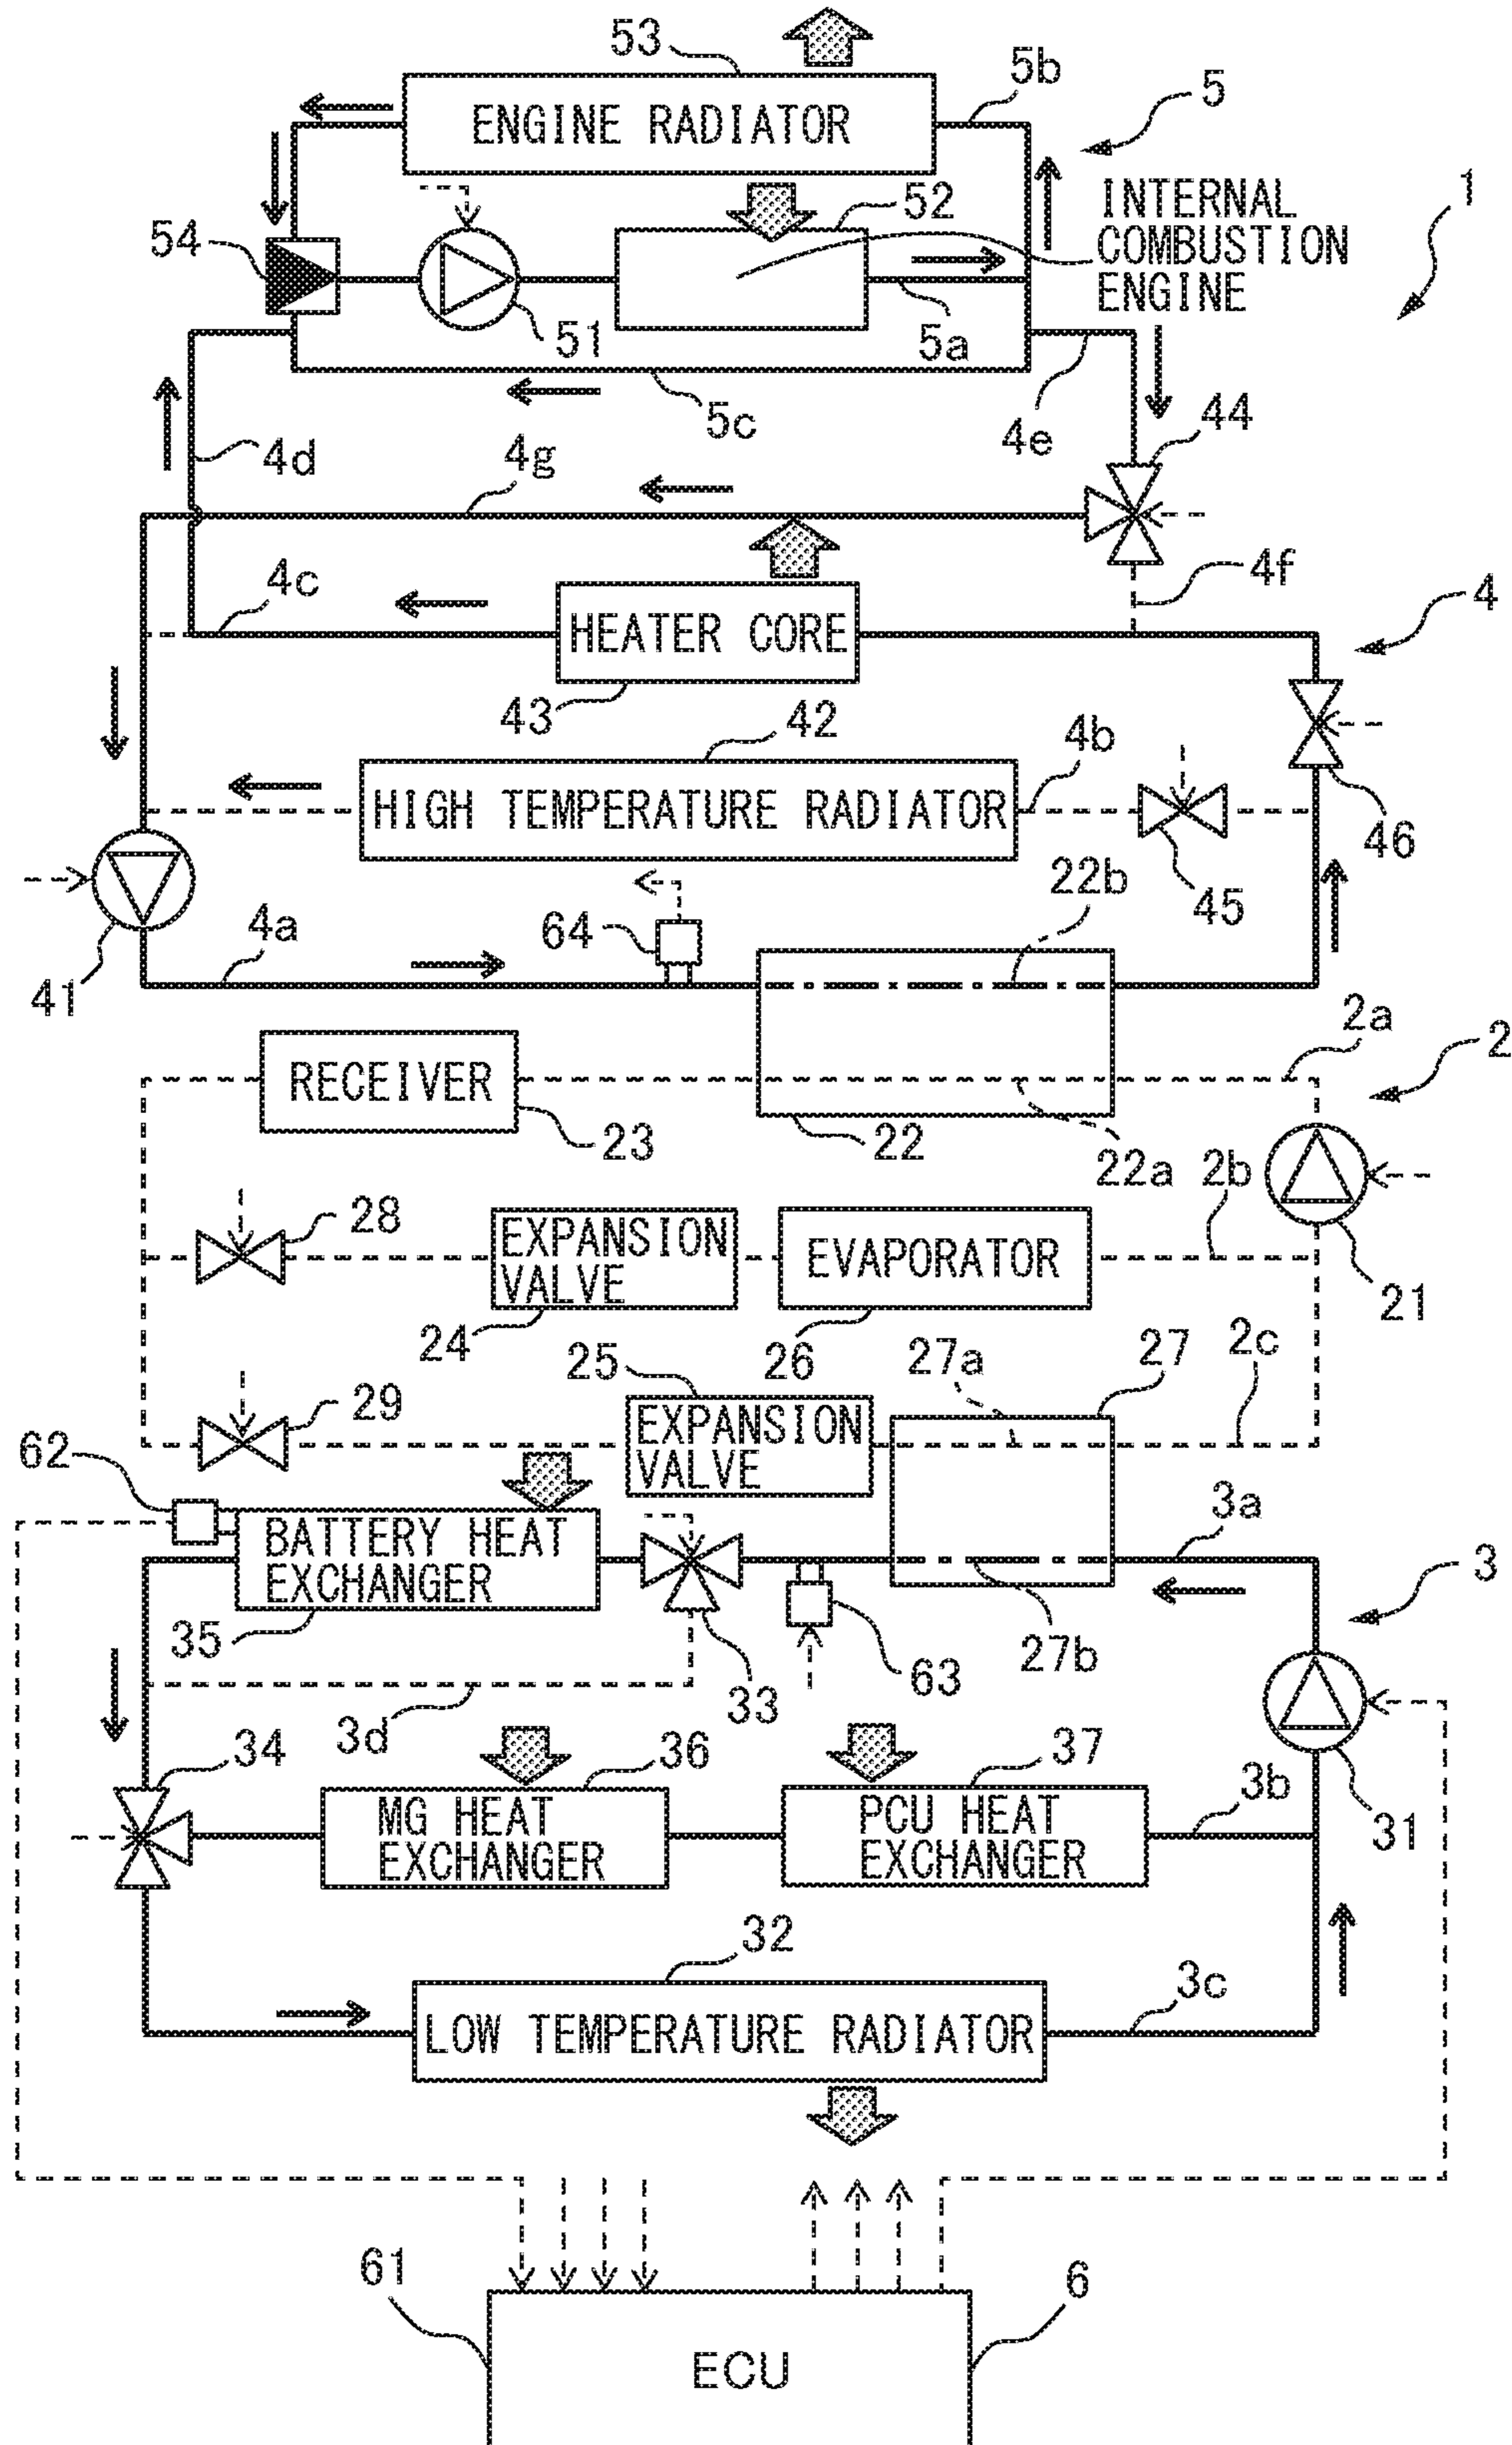 53
5b
5
ENGINE RADIATOR
1
52
INTERNAL
COMBUSTION
ENGINE
54
51
5a
5c
4e
44
4d
4g
4c
4f
4
HEATER CORE
43
42
4b
HIGH TEMPERATURE RADIATOR
46
45
22b
64
4a
41
2a
2
RECEIVER
23
22
22a
2b
28
EXPANSION
VALVE
EVAPORATOR
21
24
26
25
27a
27
2c
29
62
EXPANSION
VALVE
BATTERY HEAT
EXCHANGER
3a
3
35
27b
63
33
3d
34
36
37
3b
31
MG HEAT
EXCHANGER
PCU HEAT
EXCHANGER
32
3c
LOW TEMPERATURE RADIATOR
61
6
ECU